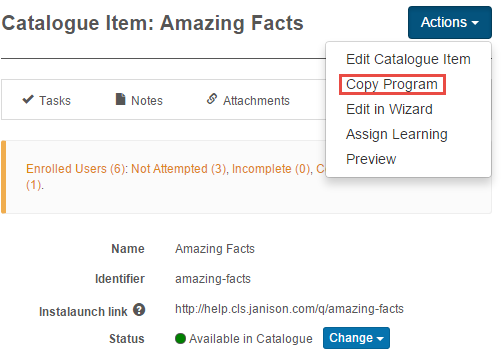 Catalogue Item: Amazing Facts
Actions
Edit Catalogue Item
Copy Program
Edit in Wizard
Assign Learning
Preview
Tasks Notes Attachments
Enrolled Users (6): Not Attempted (3), Incomplete (0), C
(1).
Name Amazing Facts
Identifier amazing-facts
Instalaunch link ? http://help.cls.janison.com/q/amazing-facts
Status Available in Catalogue Change